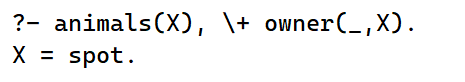 ?- animals(X), \+ owner(_,X).
X = spot.